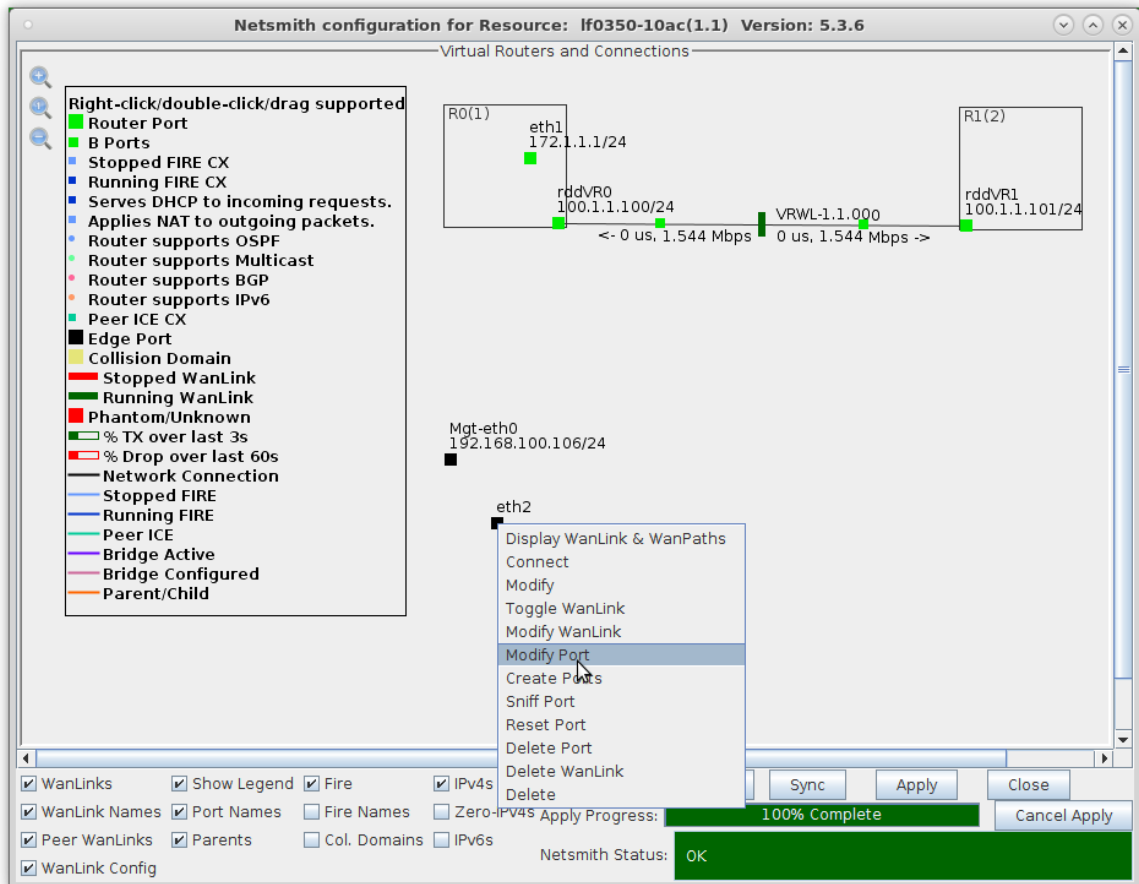 Netsmith configuration for Resource:  lf0350-10ac(1.1)  Version: 5.3.6
Virtual Routers and Connections
Right-click/double-click/drag supported
Router Port
B Ports
Stopped FIRE CX
Running FIRE CX
Serves DHCP to incoming requests.
Applies NAT to outgoing packets.
Router supports OSPF
Router supports Multicast
Router supports BGP
Router supports IPv6
Peer ICE CX
Edge Port
Collision Domain
Stopped WanLink
Running WanLink
Phantom/Unknown
% TX over last 3s
% Drop over last 60s
Network Connection
Stopped FIRE
Running FIRE
Peer ICE
Bridge Active
Bridge Configured
Parent/Child
R0(1)
eth1
172.1.1.1/24
rddVR0
100.1.1.100/24
VRWL-1.1.000
<- 0 us, 1.544 Mbps
0 us, 1.544 Mbps ->
R1(2)
rddVR1
100.1.1.101/24
Mgt-eth0
192.168.100.106/24
eth2
Display WanLink & WanPaths
Connect
Modify
Toggle WanLink
Modify WanLink
Modify Port
Create Ports
Sniff Port
Reset Port
Delete Port
Delete WanLink
Delete
WanLinks
Show Legend
Fire
IPv4s
Sync
Apply
Close
WanLink Names
Port Names
Fire Names
Zero-IPv4s
Apply Progress:
100% Complete
Cancel Apply
Peer WanLinks
Parents
Col. Domains
IPv6s
Netsmith Status:
OK
WanLink Config